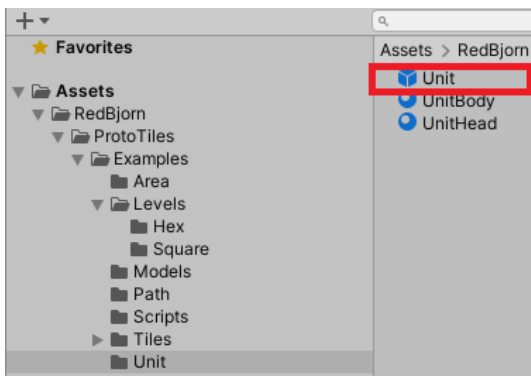 Favorites
Assets
RedBjorn
ProtoTiles
Examples
Area
Levels
Hex
Square
Models
Path
Scripts
Tiles
Unit
Assets > RedBjorn
Unit
UnitBody
UnitHead